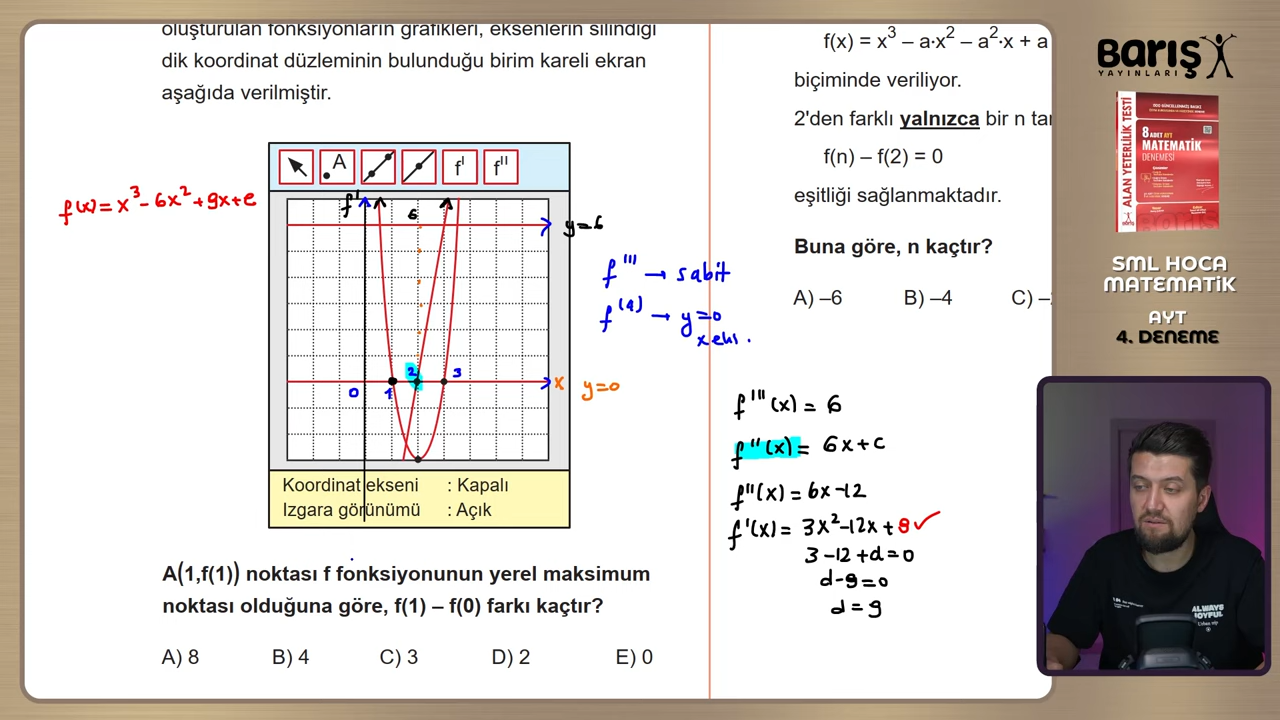 oluşturulan fonksiyonların grafikleri, eksenlerin silindiği
dik koordinat düzleminin bulunduğu birim kareli ekran
aşağıda verilmiştir.
A
f'
f''
f(x) = x³ - 6x² + 9x + e
f'
6
y=6
f''' → sabit
f⁽⁴⁾ → y=0
x eks.
0
1
2
3
x
y=0
Koordinat ekseni : Kapalı
Izgara görünümü : Açık
A(1,f(1)) noktası f fonksiyonunun yerel maksimum
noktası olduğuna göre, f(1) – f(0) farkı kaçtır?
A) 8 B) 4 C) 3 D) 2 E) 0
f(x) = x³ – a·x² – a²·x + a
biçiminde veriliyor.
2'den farklı yalnızca bir n tar
f(n) – f(2) = 0
eşitliği sağlanmaktadır.
Buna göre, n kaçtır?
A) –6 B) –4 C) –
f'''(x) = 6
f''(x) = 6x+c
f''(x) = 6x-12
f'(x) = 3x²-12x+9
3-12+d=0
d-9=0
d=9
BARIŞ
YAYINLARI
ALAN YETERLİLİK TESTİ
8 ADET AYT
MATEMATİK
DENEMESİ
SML HOCA
MATEMATİK
AYT
4. DENEME
ALWAYS
JOYFUL